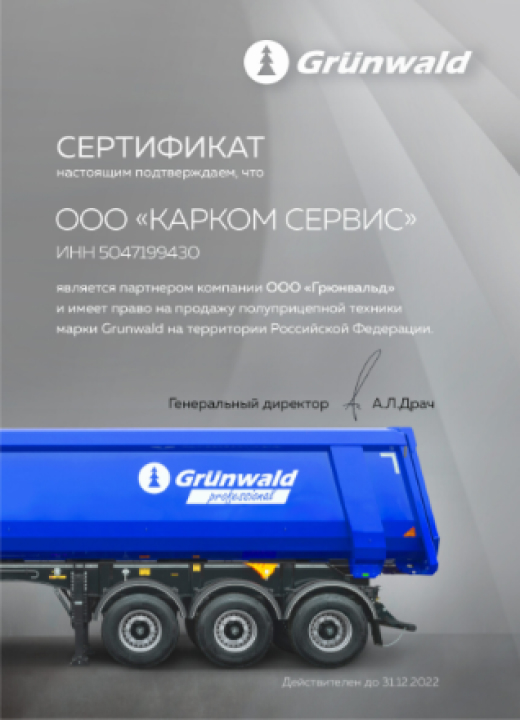 Grünwald
СЕРТИФИКАТ
настоящим подтверждаем, что
ООО «КАРКОМ СЕРВИС»
ИНН 5047199430
является партнером компании ООО «Грюнвальд»
и имеет право на продажу полуприцепной техники
марки Grunwald на территории Российской Федерации.
Генеральный директор А.Л.Драч
Grünwald
professional
Действителен до 31.12.2022